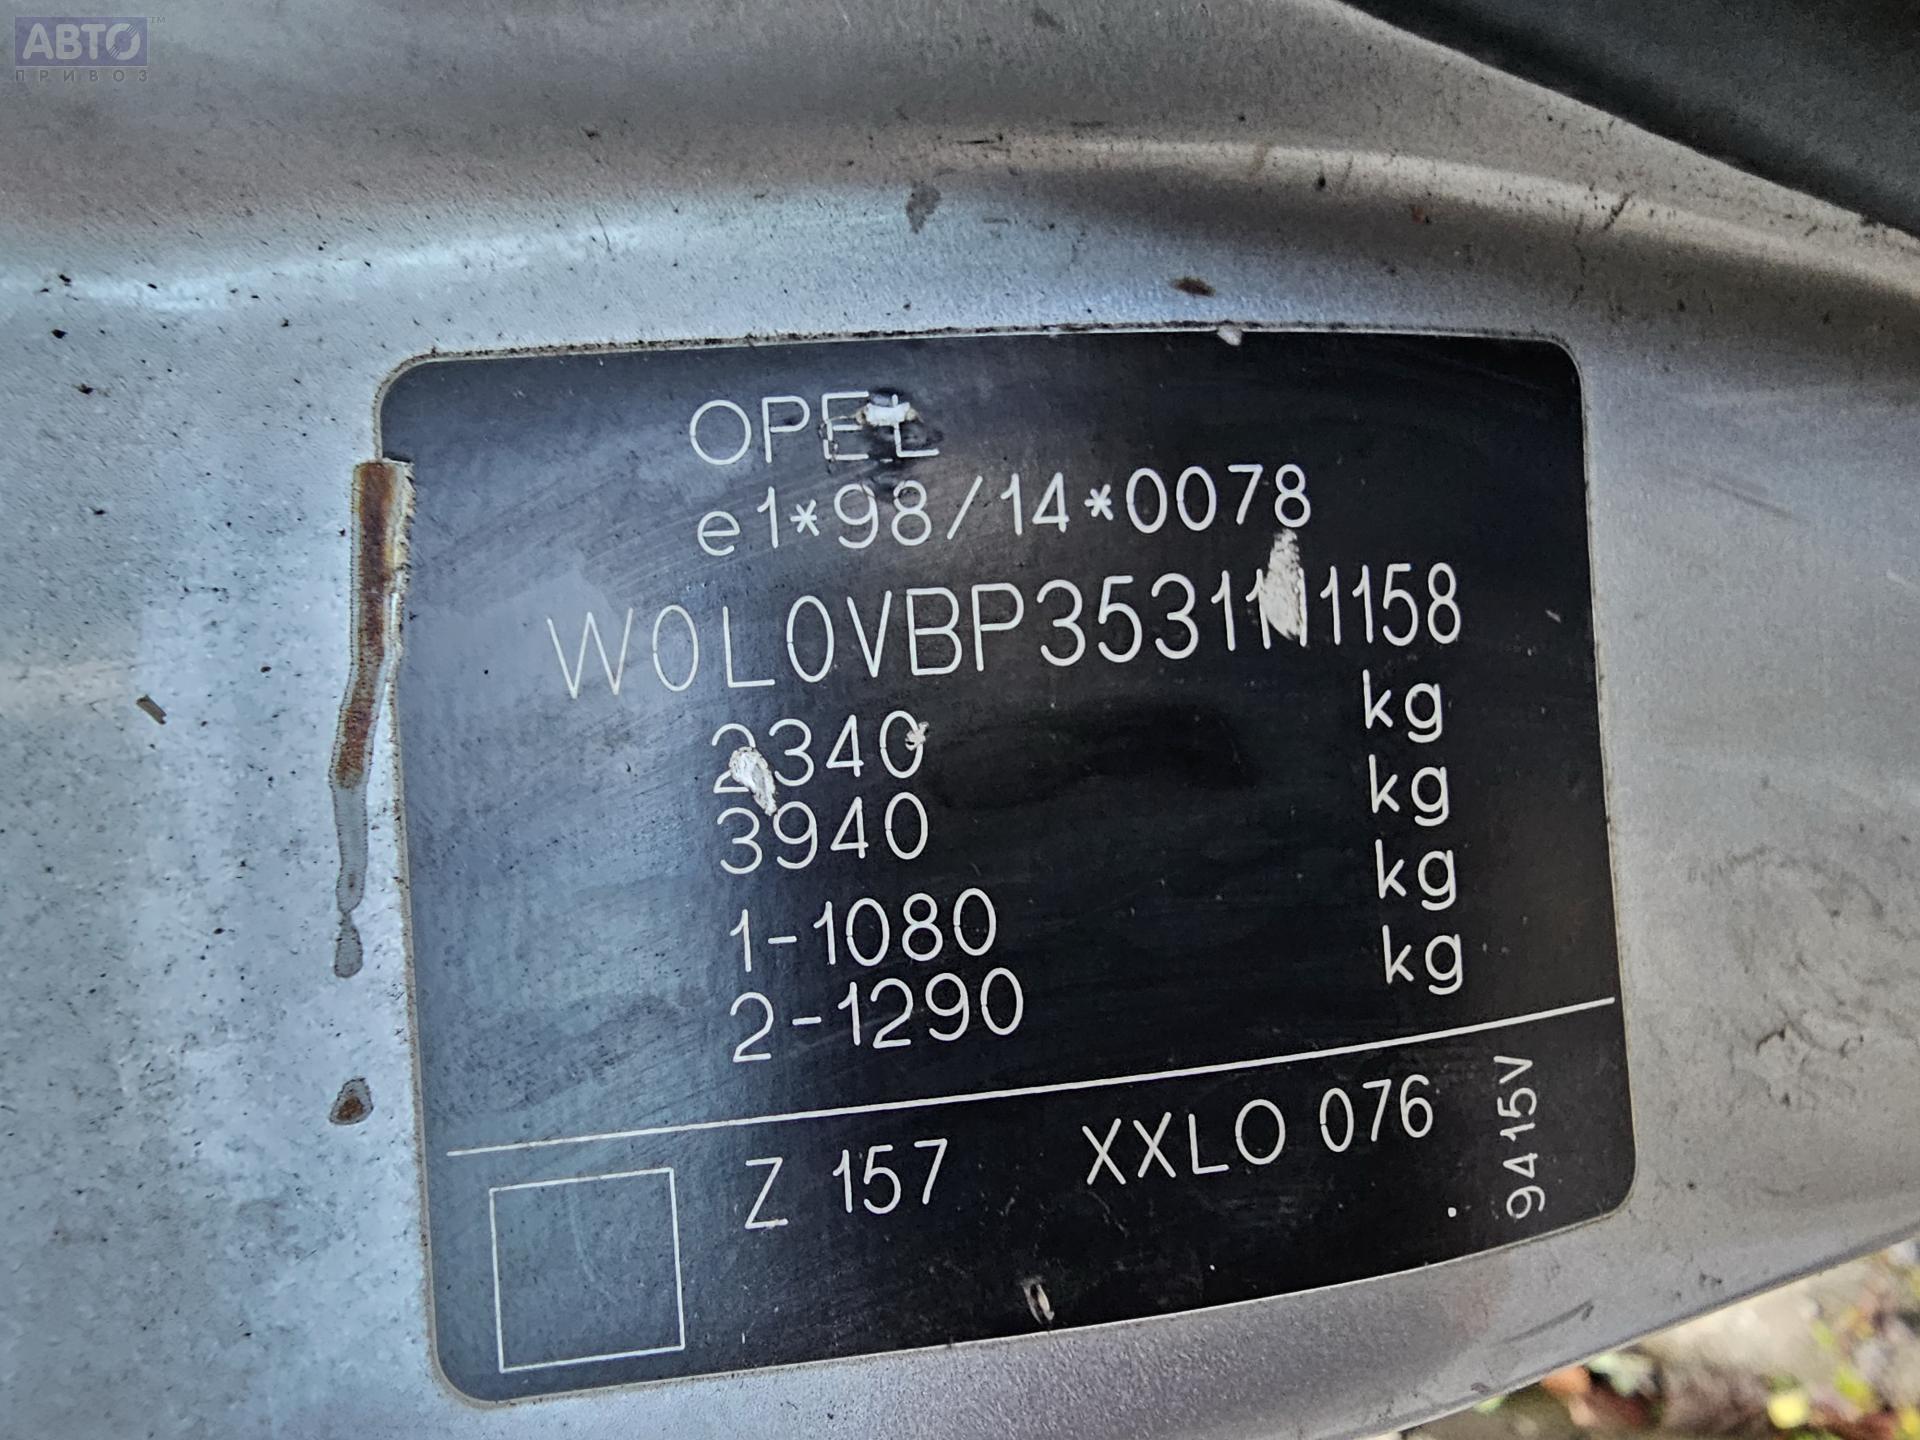 АВТО
ПРИВОЗ
OPEL
e1*98/14*0078
W0L0VBP3531111158
2340 kg
3940 kg
1-1080 kg
2-1290 kg
Z 157 XXLO 076
9415V